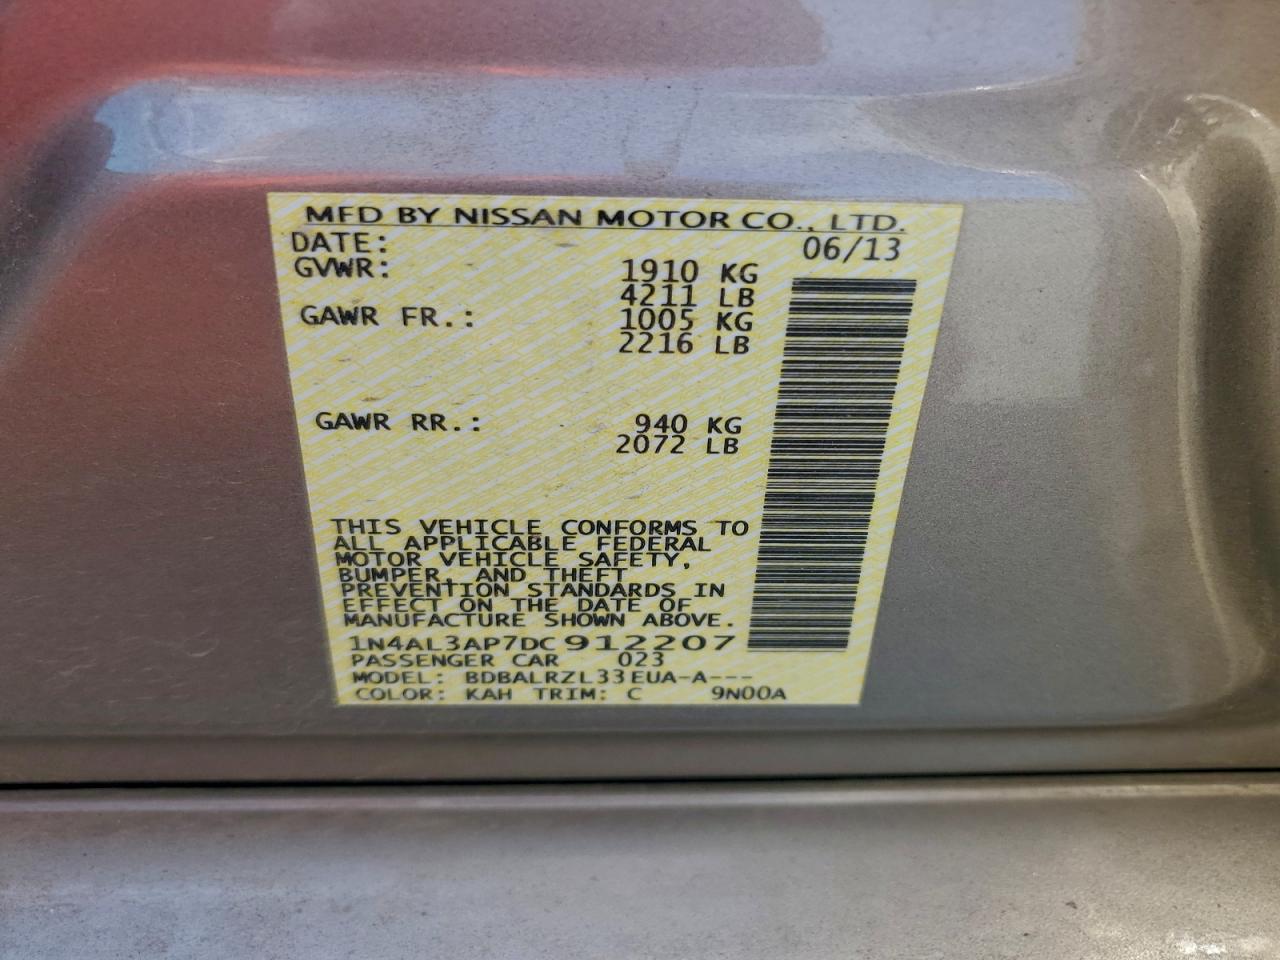 MFD BY NISSAN MOTOR CO., LTD.
DATE: 06/13
GVWR: 1910 KG
4211 LB
GAWR FR.: 1005 KG
2216 LB
GAWR RR.: 940 KG
2072 LB
THIS VEHICLE CONFORMS TO
ALL APPLICABLE FEDERAL
MOTOR VEHICLE SAFETY,
BUMPER, AND THEFT
PREVENTION STANDARDS IN
EFFECT ON THE DATE OF
MANUFACTURE SHOWN ABOVE.
1N4AL3AP7DC912207
PASSENGER CAR 023
MODEL: BDBALRZL33EUA-A---
COLOR: KAH TRIM: C 9N00A